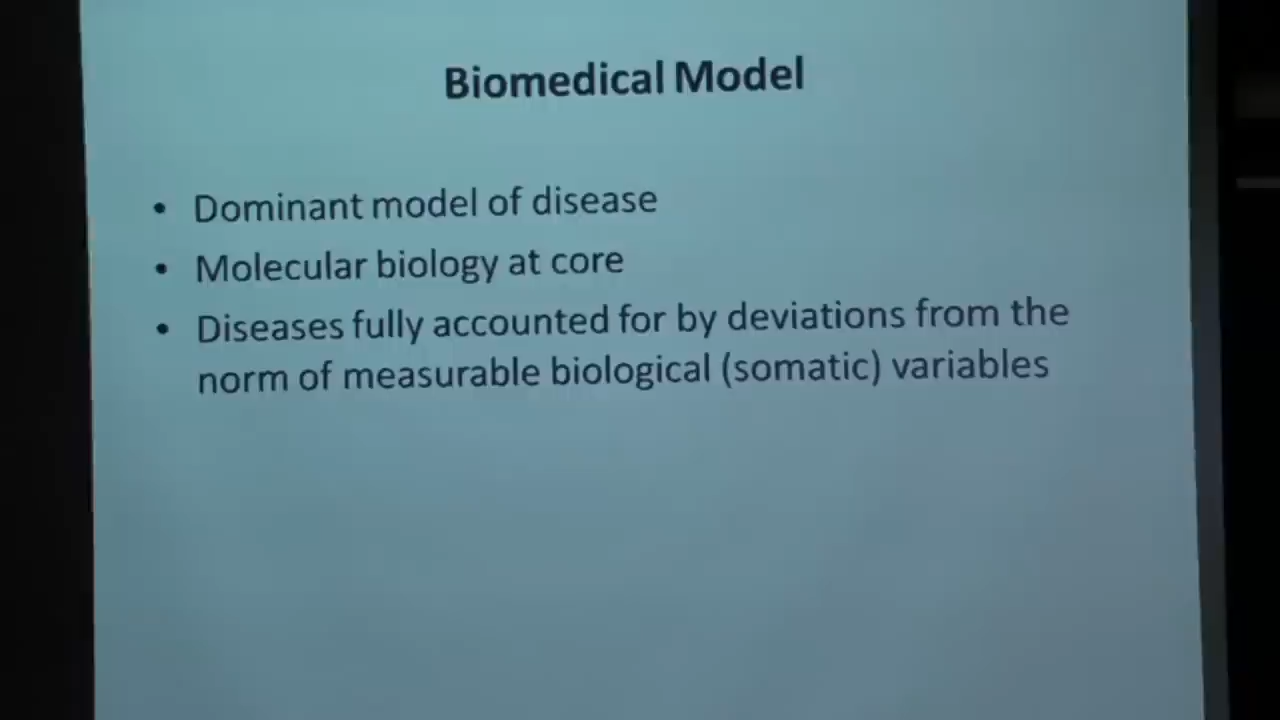 Biomedical Model
• Dominant model of disease
• Molecular biology at core
• Diseases fully accounted for by deviations from the
norm of measurable biological (somatic) variables